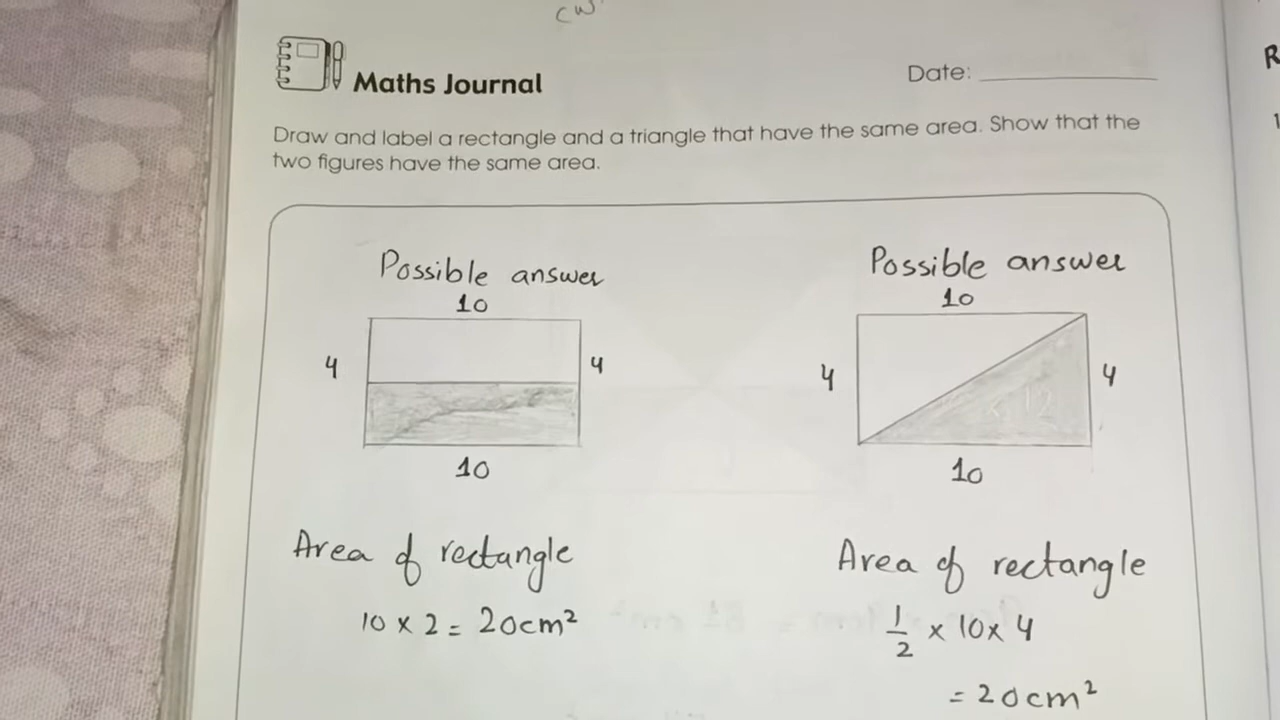 cw
Maths Journal
Date:
Draw and label a rectangle and a triangle that have the same area. Show that the
two figures have the same area.
Possible answer
10
4
4
10
Area of rectangle
10 × 2 = 20cm²
Possible answer
10
4
4
10
Area of rectangle
1/2 × 10 × 4
= 20cm²
R
1